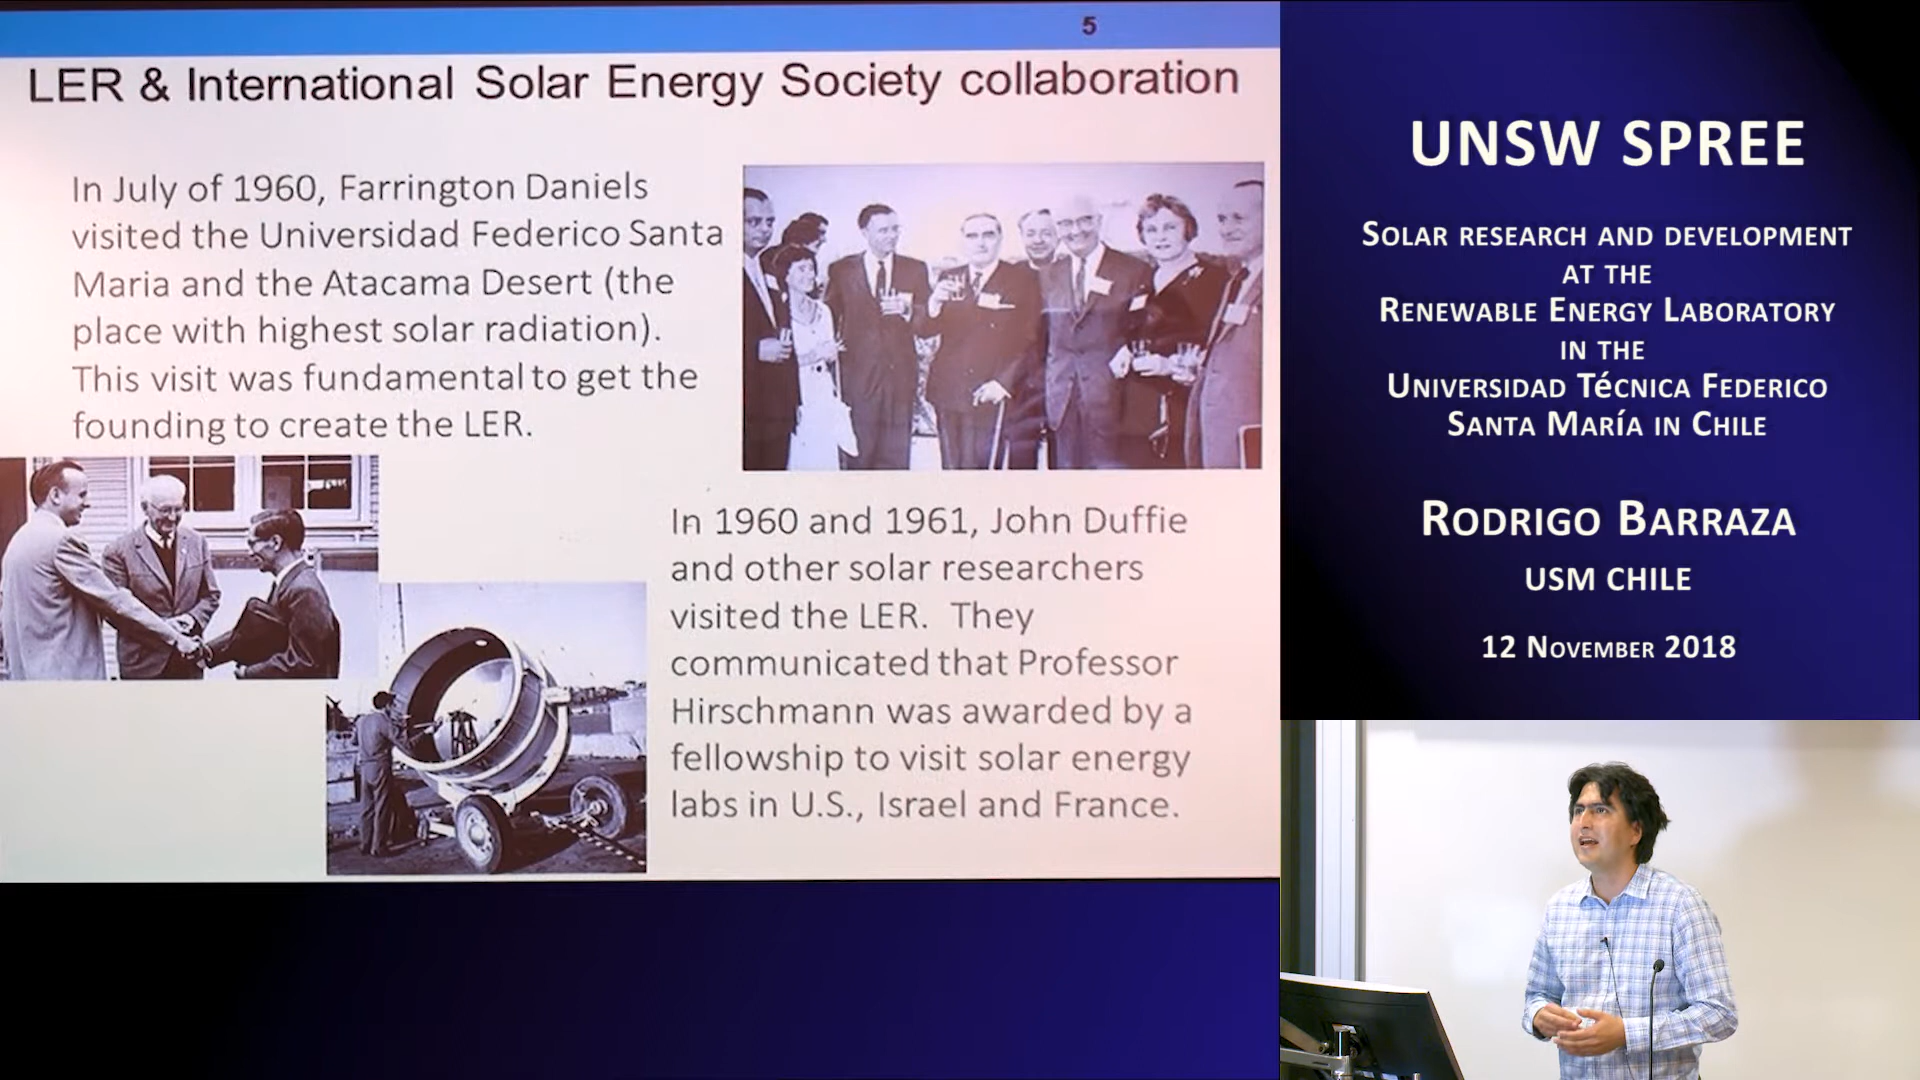 5
LER & International Solar Energy Society collaboration
In July of 1960, Farrington Daniels
visited the Universidad Federico Santa
Maria and the Atacama Desert (the
place with highest solar radiation).
This visit was fundamental to get the
founding to create the LER.
In 1960 and 1961, John Duffie
and other solar researchers
visited the LER. They
communicated that Professor
Hirschmann was awarded by a
fellowship to visit solar energy
labs in U.S., Israel and France.
UNSW SPREE
SOLAR RESEARCH AND DEVELOPMENT
AT THE
RENEWABLE ENERGY LABORATORY
IN THE
UNIVERSIDAD TéCNICA FEDERICO
SANTA MARíA IN CHILE
RODRIGO BARRAZA
USM CHILE
12 NOVEMBER 2018